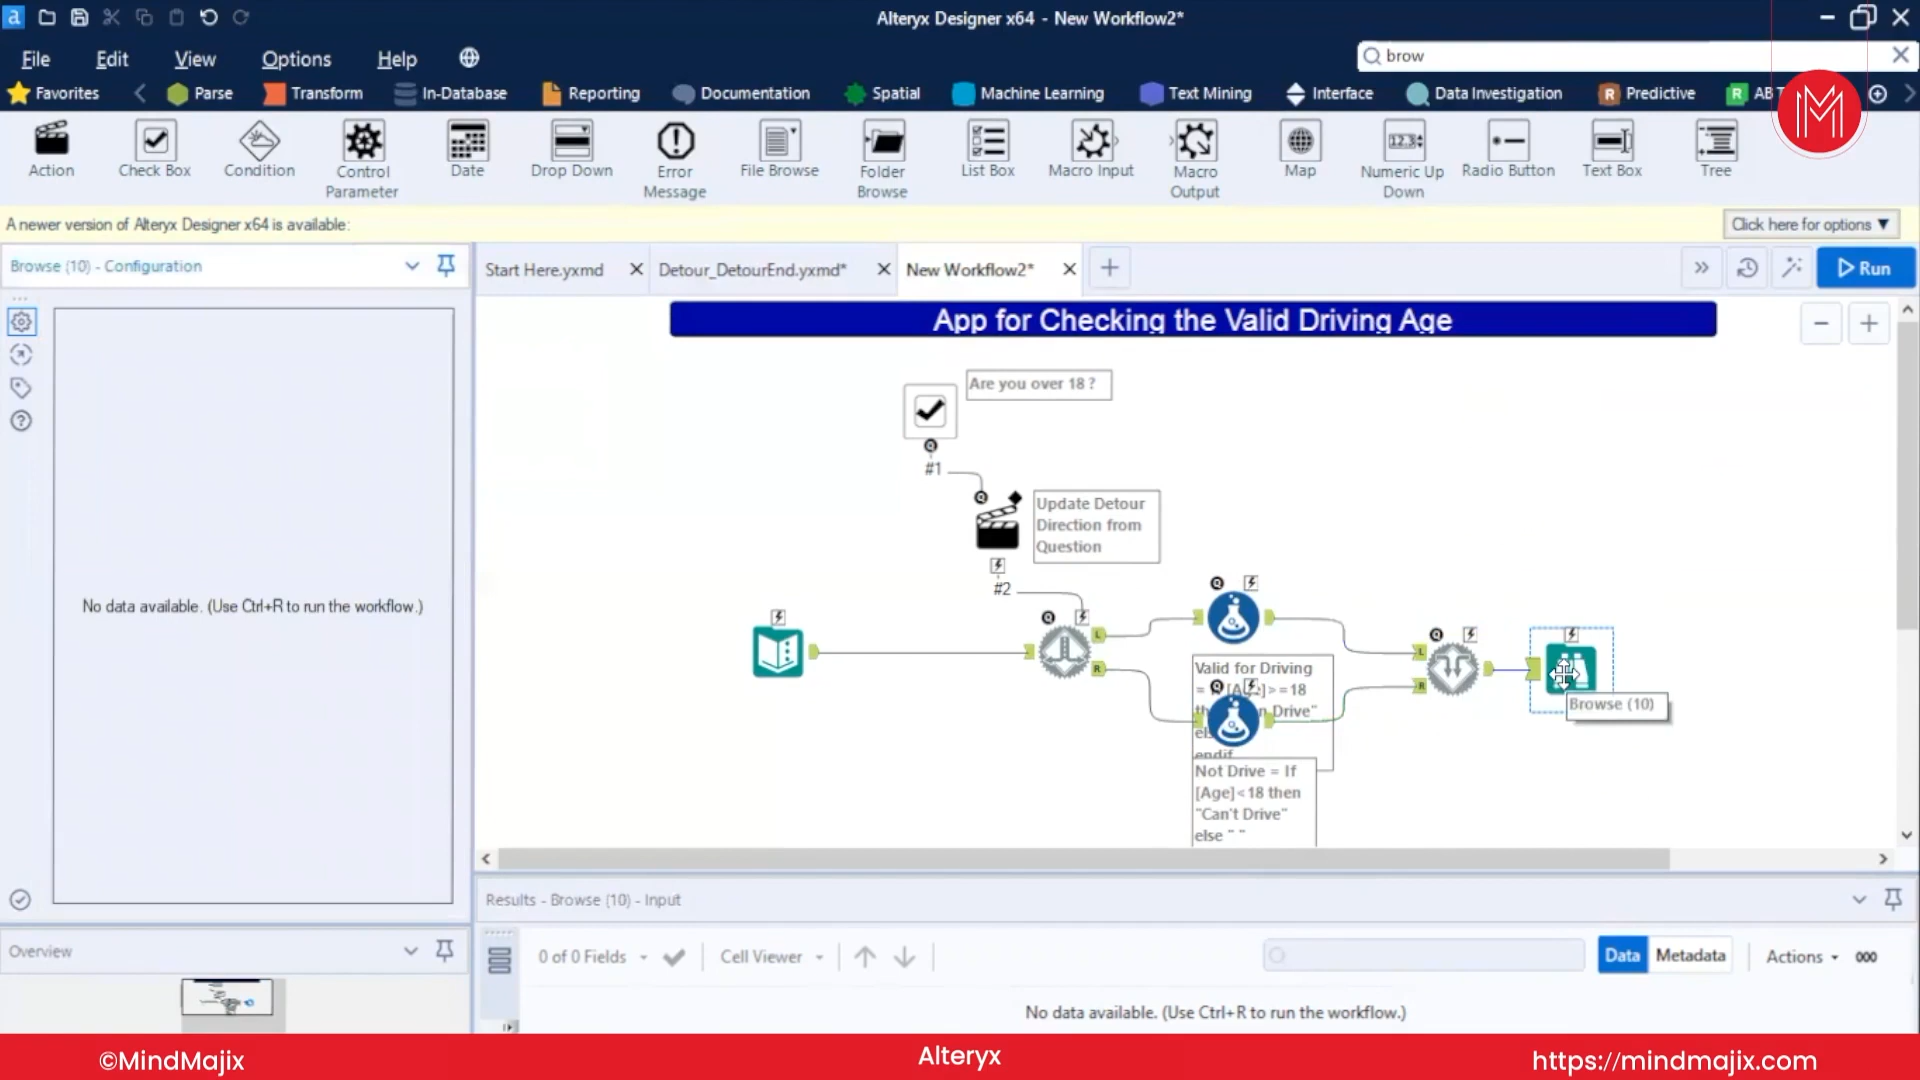 Alteryx Designer x64 - New Workflow2*
File Edit View Options Help
brow
Favorites Parse Transform In-Database Reporting Documentation Spatial Machine Learning Text Mining Interface Data Investigation Predictive
Action Check Box Condition Control Parameter Date Drop Down Error Message File Browse Folder Browse List Box Macro Input Macro Output Map Numeric Up Down Radio Button Text Box Tree
A newer version of Alteryx Designer x64 is available:
Click here for options ▼
Browse (10) - Configuration
Start Here.yxmd
Detour_DetourEnd.yxmd*
New Workflow2*
Run
App for Checking the Valid Driving Age
Are you over 18 ?
#1
Update Detour
Direction from
Question
#2
L
R
Valid for Driving
Not Drive = If
[Age]<18 then
"Can't Drive"
else " "
L
R
Browse (10)
No data available. (Use Ctrl+R to run the workflow.)
Results - Browse (10) - Input
Overview
0 of 0 Fields
Cell Viewer
Data
Metadata
Actions
000
No data available. (Use Ctrl+R to run the workflow.)
©MindMajix
Alteryx
https://mindmajix.com